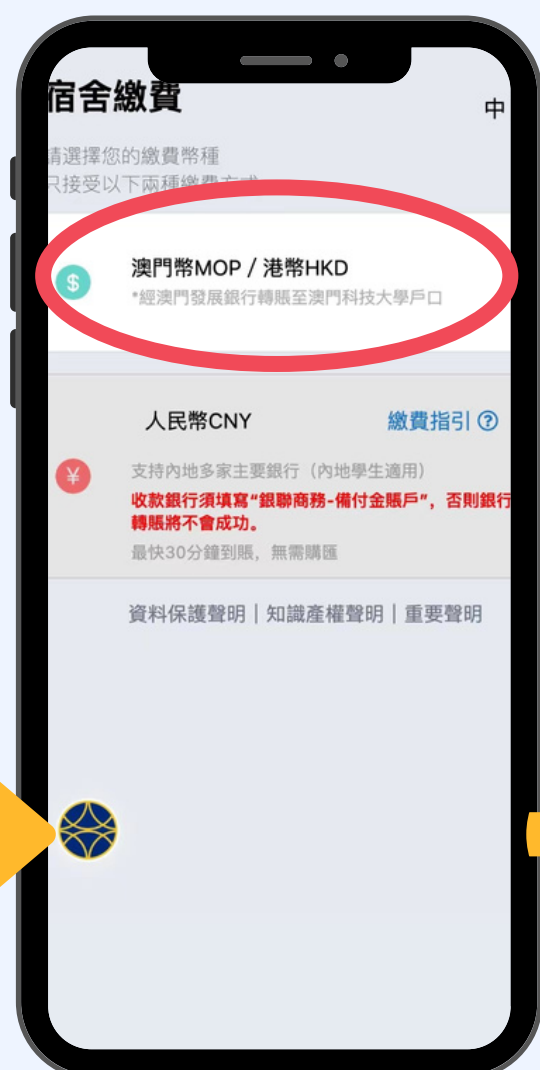 宿舍繳費
中
請選擇您的繳費幣種
只接受以下兩種繳費方式
$
澳門幣MOP / 港幣HKD
*經澳門發展銀行轉賬至澳門科技大學戶口
人民幣CNY 繳費指引 ?
¥
支持內地多家主要銀行（內地學生適用）
收款銀行須填寫“銀聯商務-備付金賬戶”，否則銀行
轉賬將不會成功。
最快30分鐘到賬，無需購匯
資料保護聲明 | 知識產權聲明 | 重要聲明